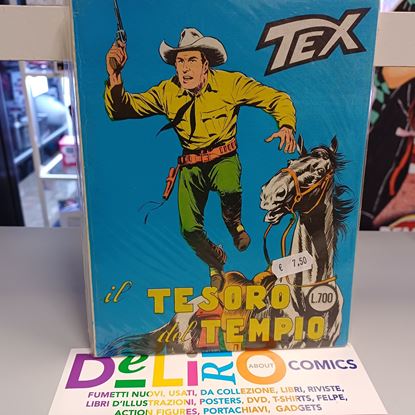 TEX
€ 7,50
il TESORO
L.700
del TEMPIO
DeLiRiO ABOUT COMICS
FUMETTI NUOVI, USATI, DA COLLEZIONE, LIBRI, RIVISTE,
LIBRI D'ILLUSTRAZIONI, POSTERS, DVD, T-SHIRTS, FELPE,
ACTION FIGURES, PORTACHIAVI, GADGETS